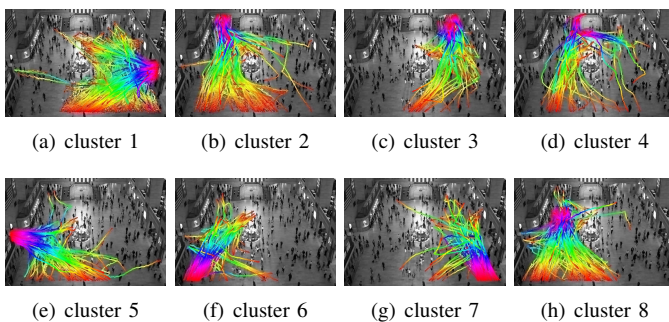 (a) cluster 1 (b) cluster 2 (c) cluster 3 (d) cluster 4
(e) cluster 5 (f) cluster 6 (g) cluster 7 (h) cluster 8